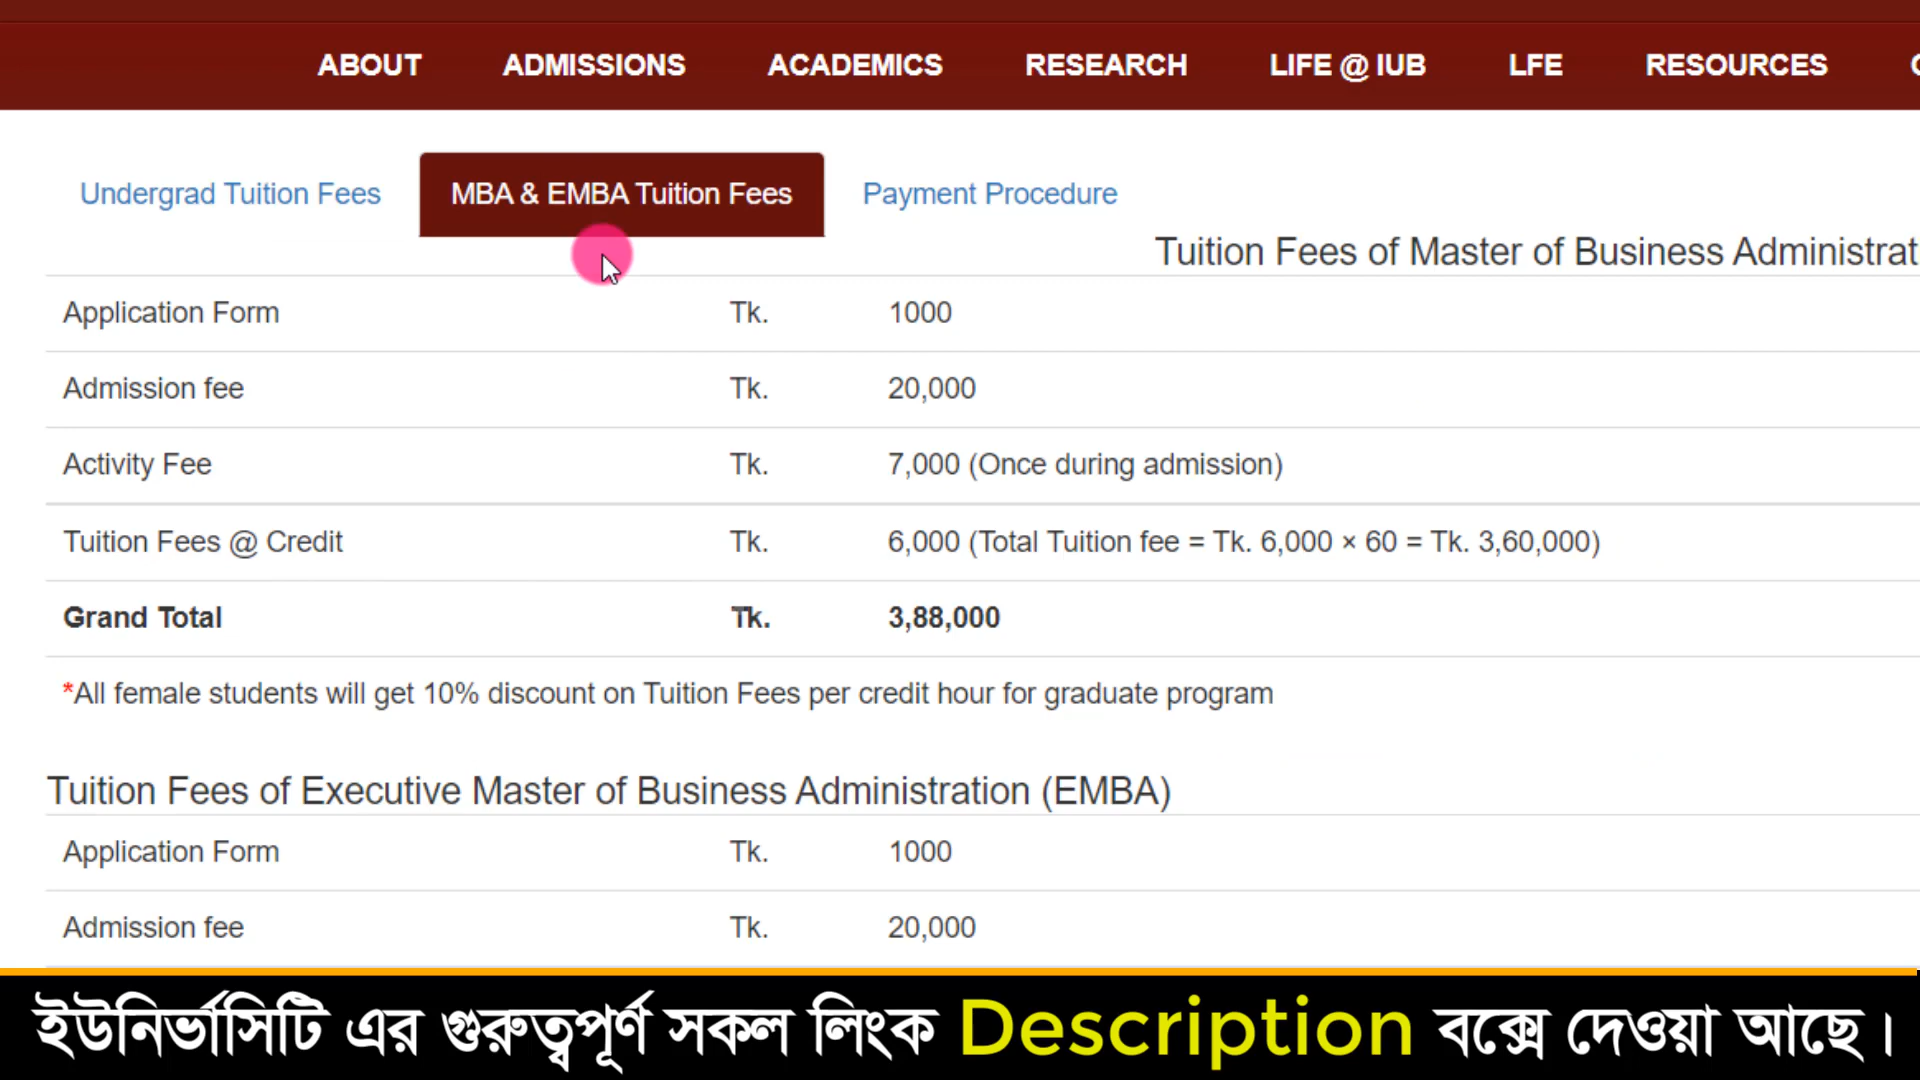 ABOUT ADMISSIONS ACADEMICS RESEARCH LIFE @ IUB LFE RESOURCES
Undergrad Tuition Fees MBA & EMBA Tuition Fees Payment Procedure
Tuition Fees of Master of Business Administrat
Application Form Tk. 1000
Admission fee Tk. 20,000
Activity Fee Tk. 7,000 (Once during admission)
Tuition Fees @ Credit Tk. 6,000 (Total Tuition fee = Tk. 6,000 × 60 = Tk. 3,60,000)
Grand Total Tk. 3,88,000
*All female students will get 10% discount on Tuition Fees per credit hour for graduate program
Tuition Fees of Executive Master of Business Administration (EMBA)
Application Form Tk. 1000
Admission fee Tk. 20,000
ইউনির্ভাসিটি এর গুরুত্বপূর্ণ সকল লিংক Description বক্সে দেওয়া আছে।